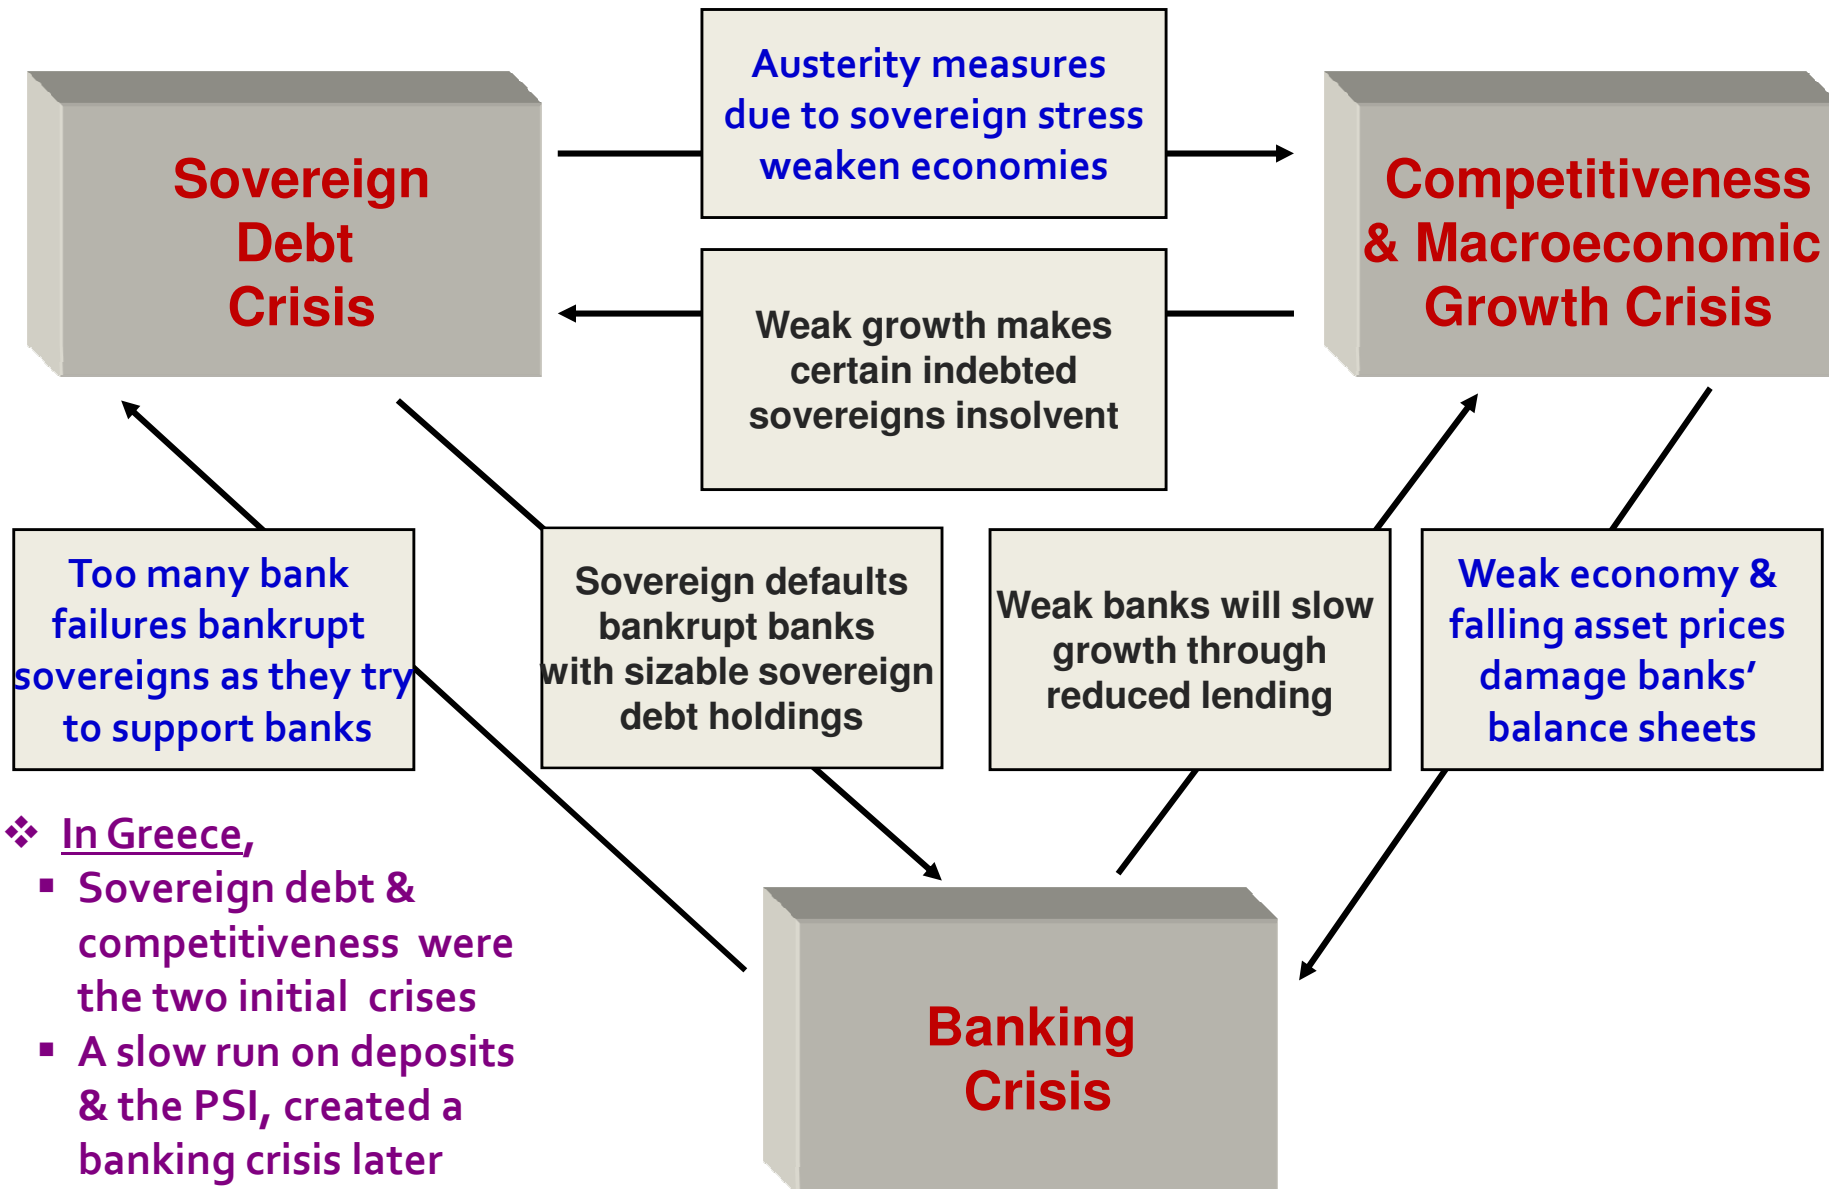 Austerity measures
due to sovereign stress
weaken economies
Sovereign
Debt
Crisis
Competitiveness
& Macroeconomic
Growth Crisis
Weak growth makes
certain indebted
sovereigns insolvent
Too many bank
failures bankrupt
sovereigns as they try
to support banks
Sovereign defaults
bankrupt banks
with sizable sovereign
debt holdings
Weak banks will slow
growth through
reduced lending
Weak economy &
falling asset prices
damage banks’
balance sheets
❖ In Greece,
▪ Sovereign debt &
competitiveness were
the two initial crises
▪ A slow run on deposits
& the PSI, created a
banking crisis later
Banking
Crisis